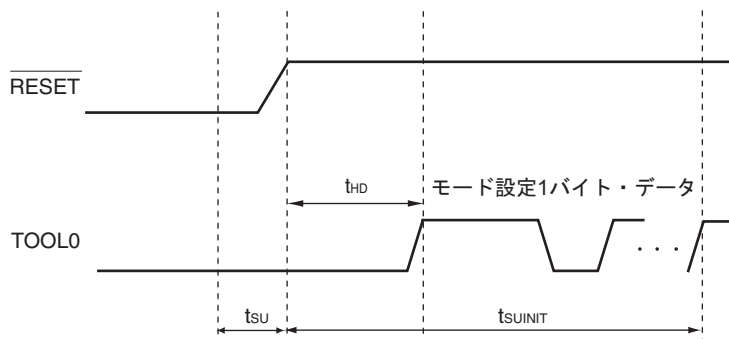 RESET
tHD
モード設定1バイト・データ
TOOL0
. . .
tSU
tSUINIT